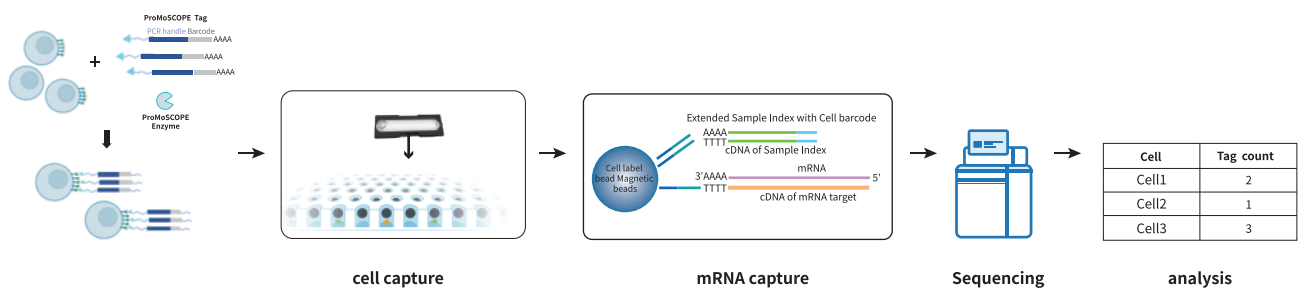 ProMoSCOPE Tag
PCR handle Barcode
AAAA
AAAA
AAAA
+
ProMoSCOPE
Enzyme
cell capture
Extended Sample Index with Cell barcode
AAAA
TTTT
cDNA of Sample Index
Cell label
bead Magnetic
beads
mRNA
3'AAAA 5'
TTTT
cDNA of mRNA target
mRNA capture
Sequencing
Cell Tag count
Cell1 2
Cell2 1
Cell3 3
analysis